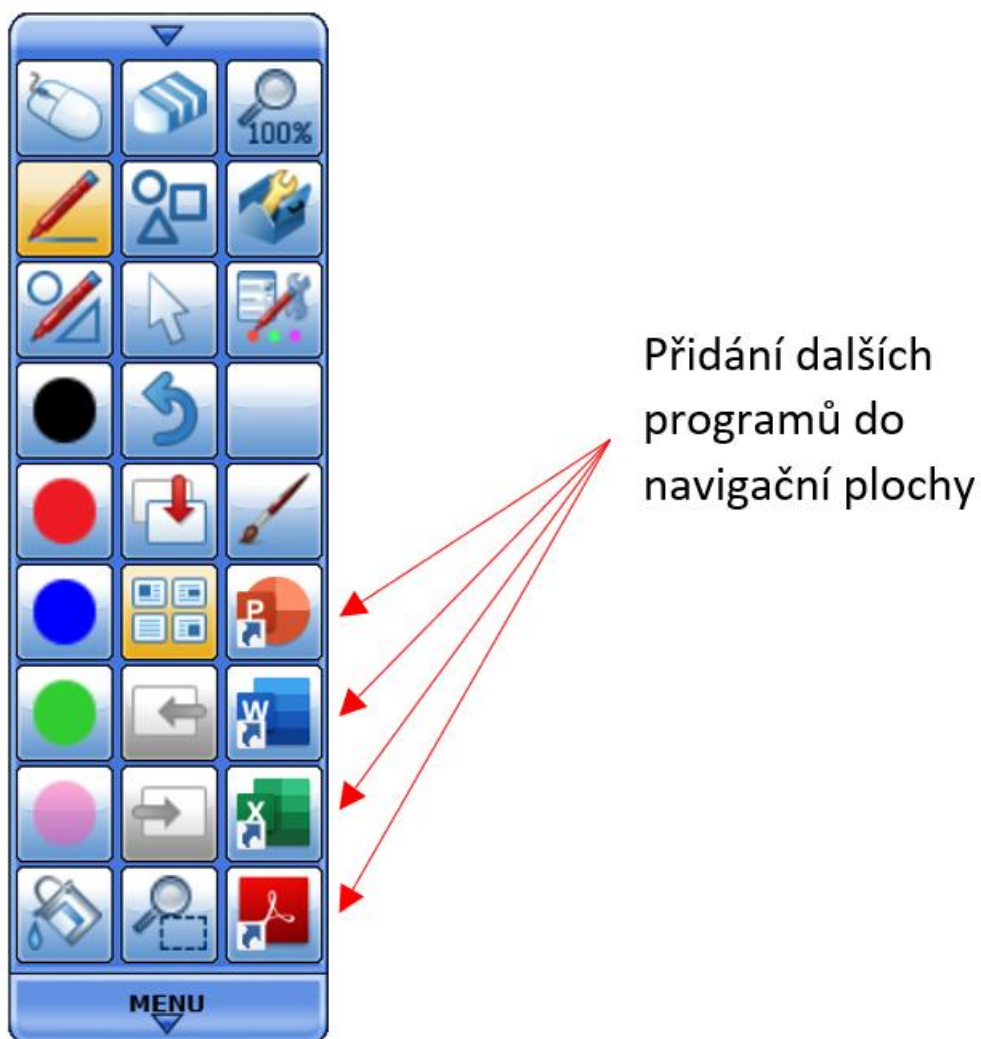 100%
Přidání dalších
programů do
navigační plochy
P
W
X
MENU